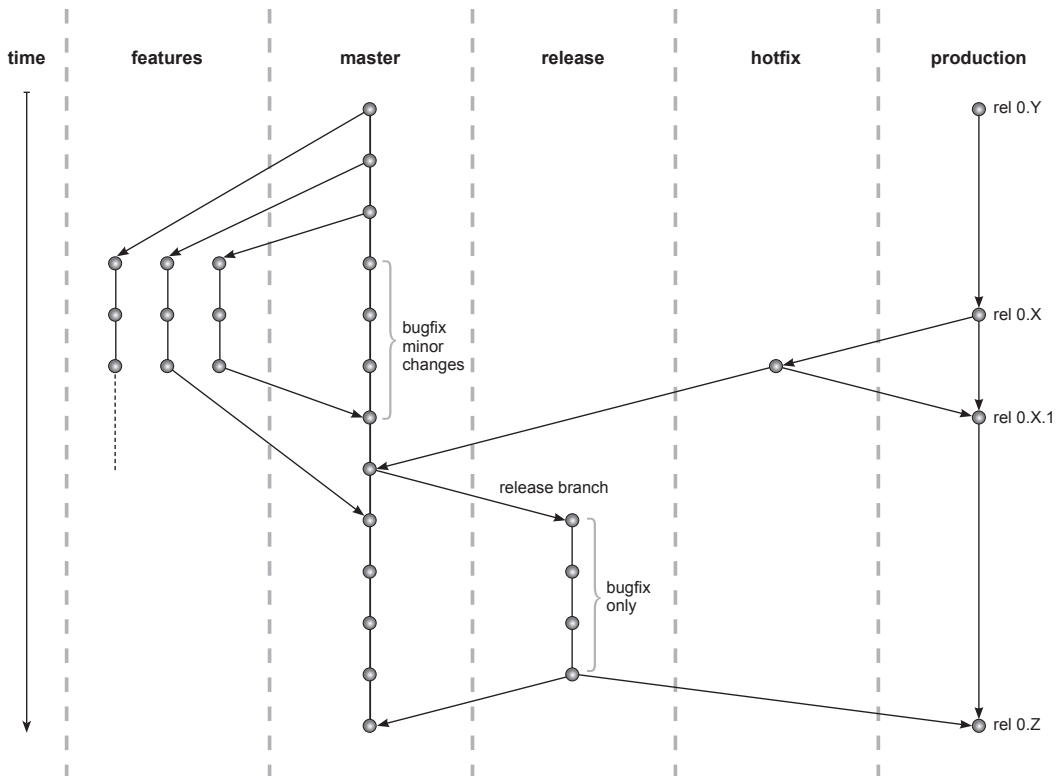 time
features
master
release
hotfix
production
rel 0.Y
rel 0.X
bugfix
minor
changes
rel 0.X.1
release branch
bugfix
only
rel 0.Z